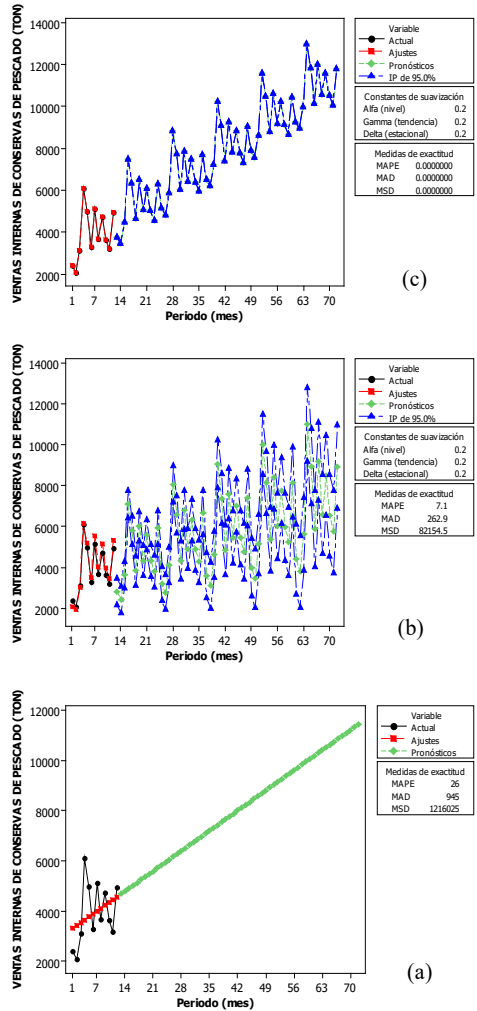 VENTAS INTERNAS DE CONSERVAS DE PESCADO (TON)
14000
12000
10000
8000
6000
4000
2000
1 7 14 21 28 35 42 49 56 63 70
Periodo (mes)
Variable
Actual
Ajustes
Pronósticos
IP de 95.0%
Constantes de suavización
Alfa (nivel) 0.2
Gamma (tendencia) 0.2
Delta (estacional) 0.2
Medidas de exactitud
MAPE 0.0000000
MAD 0.0000000
MSD 0.0000000
(c)
VENTAS INTERNAS DE CONSERVAS DE PESCADO (TON)
14000
12000
10000
8000
6000
4000
2000
1 7 14 21 28 35 42 49 56 63 70
Periodo (mes)
Variable
Actual
Ajustes
Pronósticos
IP de 95.0%
Constantes de suavización
Alfa (nivel) 0.2
Gamma (tendencia) 0.2
Delta (estacional) 0.2
Medidas de exactitud
MAPE 7.1
MAD 262.9
MSD 82154.5
(b)
VENTAS INTERNAS DE CONSERVAS DE PESCADO (TON)
12000
10000
8000
6000
4000
2000
1 7 14 21 28 35 42 49 56 63 70
Periodo (mes)
Variable
Actual
Ajustes
Pronósticos
Medidas de exactitud
MAPE 26
MAD 945
MSD 1216025
(a)